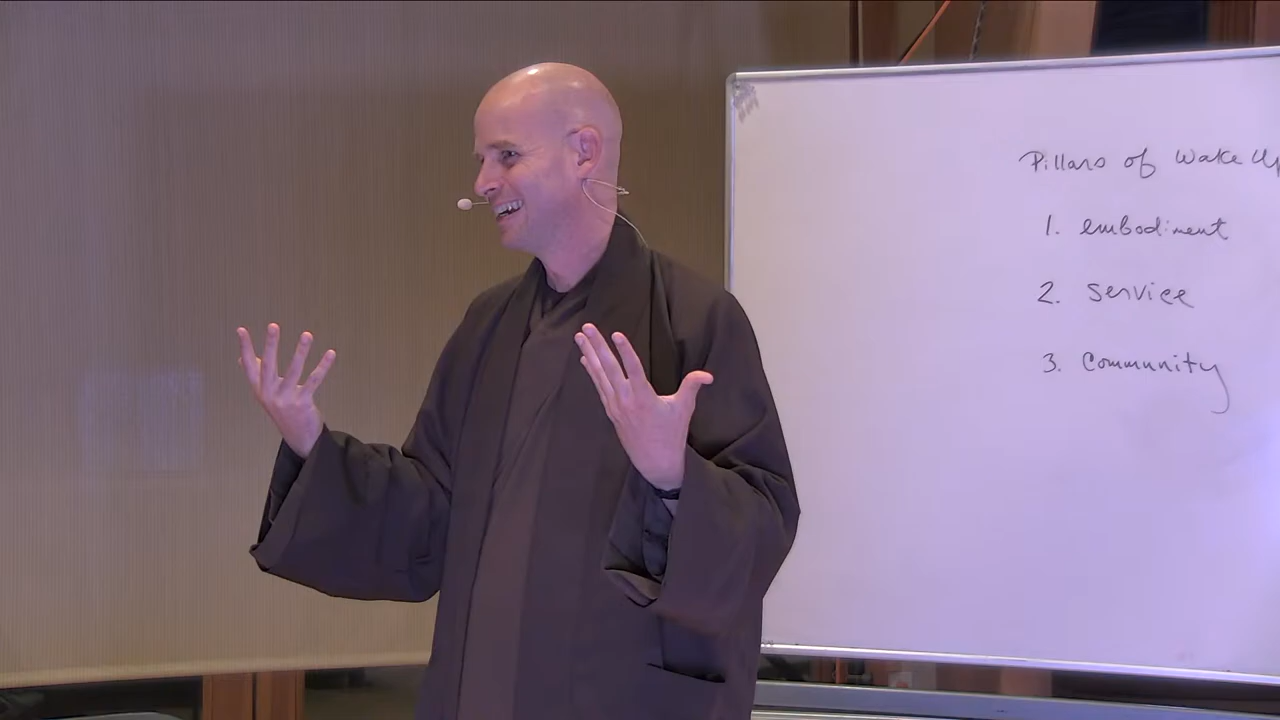 Pillars of Wake Up
1. embodiment
2. Service
3. Community